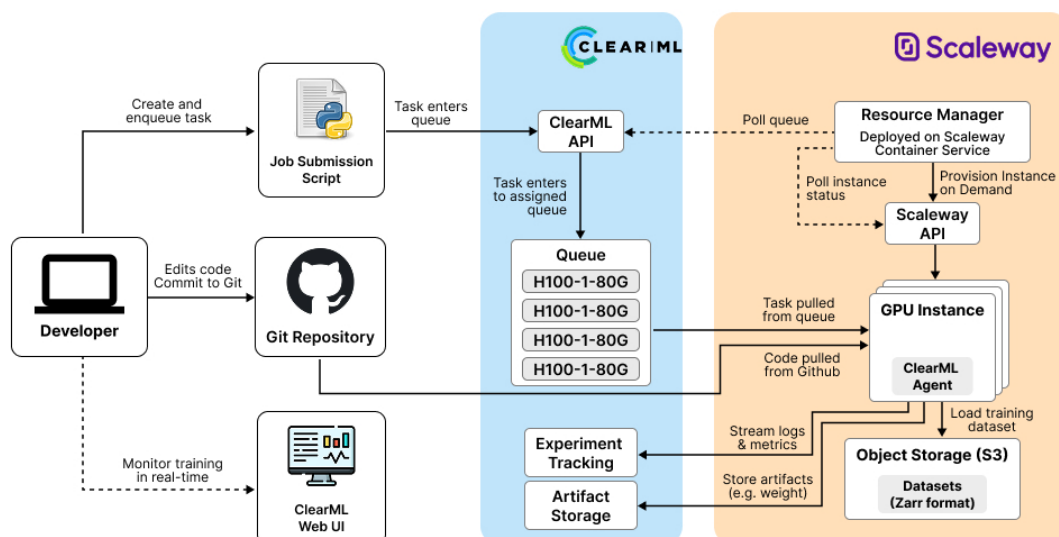 CLEAR|ML
Scaleway
Create and
enqueue task
Job Submission
Script
Task enters
queue
ClearML
API
Poll queue
Resource Manager
Deployed on Scaleway
Container Service
Poll instance
status
Provision Instance
on Demand
Scaleway
API
Task enters
to assigned
queue
Developer
Edits code
Commit to Git
Git Repository
Queue
H100-1-80G
H100-1-80G
H100-1-80G
H100-1-80G
Task pulled
from queue
Code pulled
from Github
GPU Instance
ClearML
Agent
Monitor training
in real-time
ClearML
Web UI
Experiment
Tracking
Artifact
Storage
Stream logs
& metrics
Store artifacts
(e.g. weight)
Load training
dataset
Object Storage (S3)
Datasets
(Zarr format)